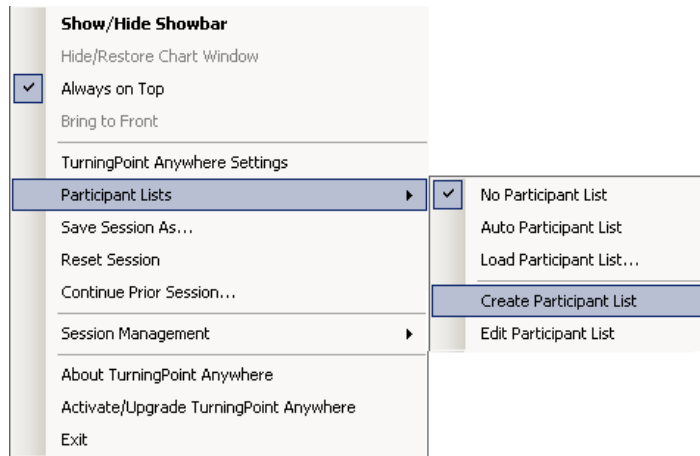 Show/Hide Showbar
Hide/Restore Chart Window
Always on Top
Bring to Front
TurningPoint Anywhere Settings
Participant Lists
Save Session As...
Reset Session
Continue Prior Session...
Session Management
About TurningPoint Anywhere
Activate/Upgrade TurningPoint Anywhere
Exit
No Participant List
Auto Participant List
Load Participant List...
Create Participant List
Edit Participant List